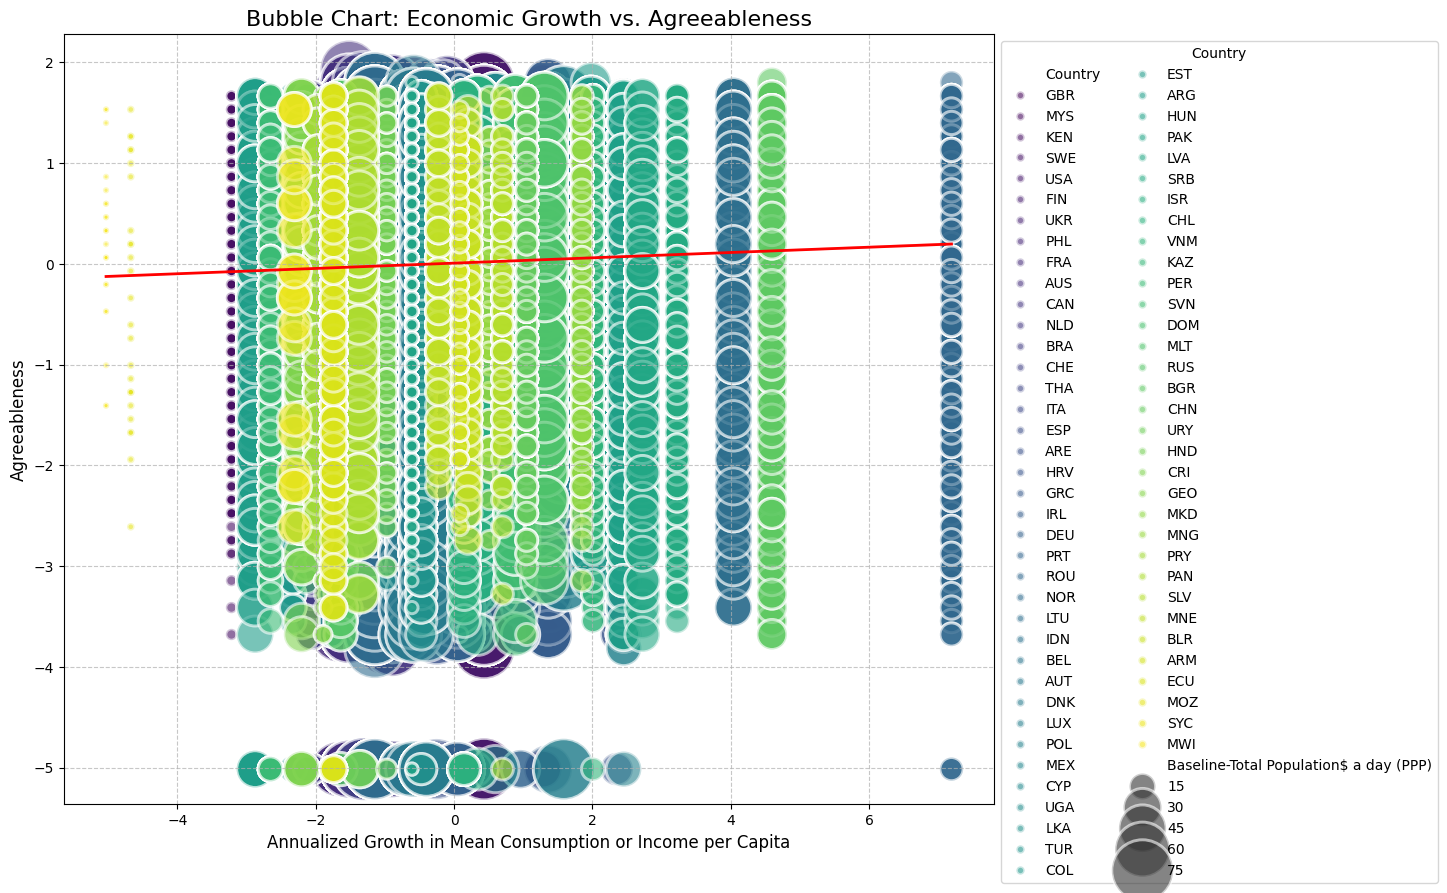 Bubble Chart: Economic Growth vs. Agreeableness
Agreeableness
2
1
0
−1
−2
−3
−4
−5
−4
−2
0
2
4
6
Annualized Growth in Mean Consumption or Income per Capita
Country
Country
GBR
MYS
KEN
SWE
USA
FIN
UKR
PHL
FRA
AUS
CAN
NLD
BRA
CHE
THA
ITA
ESP
ARE
HRV
GRC
IRL
DEU
PRT
ROU
NOR
LTU
IDN
BEL
AUT
DNK
LUX
POL
MEX
CYP
UGA
LKA
TUR
COL
EST
ARG
HUN
PAK
LVA
SRB
ISR
CHL
VNM
KAZ
PER
SVN
DOM
MLT
RUS
BGR
CHN
URY
HND
CRI
GEO
MKD
MNG
PRY
PAN
SLV
MNE
BLR
ARM
ECU
MOZ
SYC
MWI
Baseline-Total Population$ a day (PPP)
15
30
45
60
75